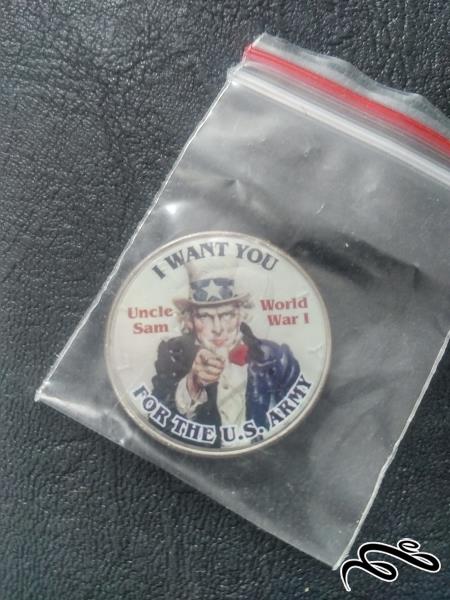 I WANT YOU
Uncle
Sam
World
War I
FOR THE U.S. ARMY